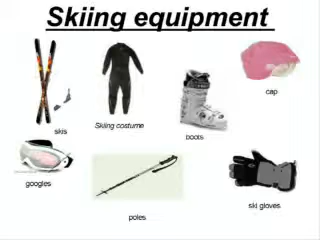 Skiing equipment
cap
skis
Skiing costume
boots
googles
ski gloves
poles